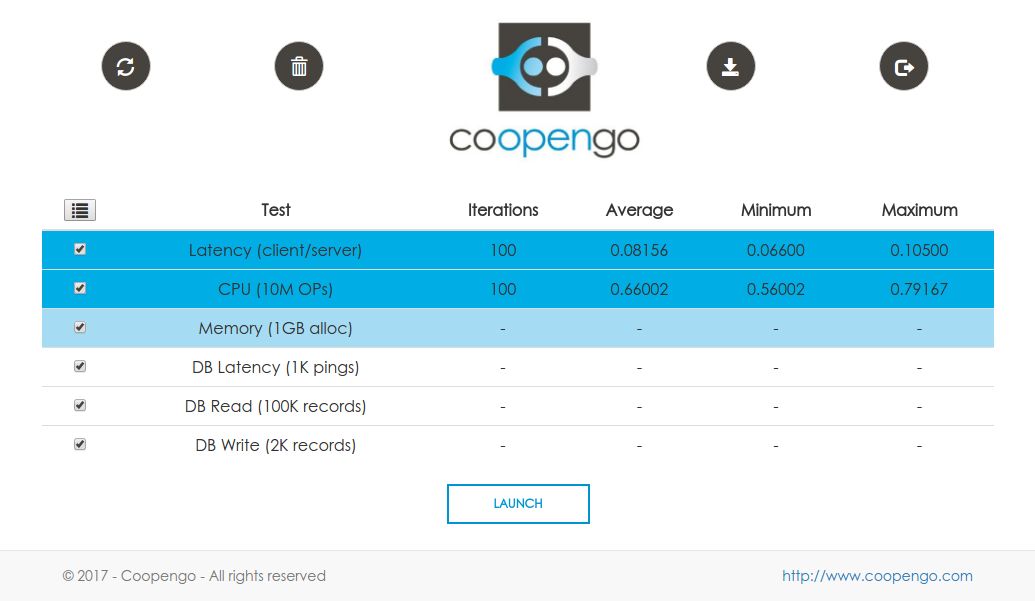 coopengo
Test Iterations Average Minimum Maximum
Latency (client/server) 100 0.08156 0.06600 0.10500
CPU (10M OPs) 100 0.66002 0.56002 0.79167
Memory (1GB alloc) - - - -
DB Latency (1K pings) - - - -
DB Read (100K records) - - - -
DB Write (2K records) - - - -
LAUNCH
© 2017 - Coopengo - All rights reserved http://www.coopengo.com